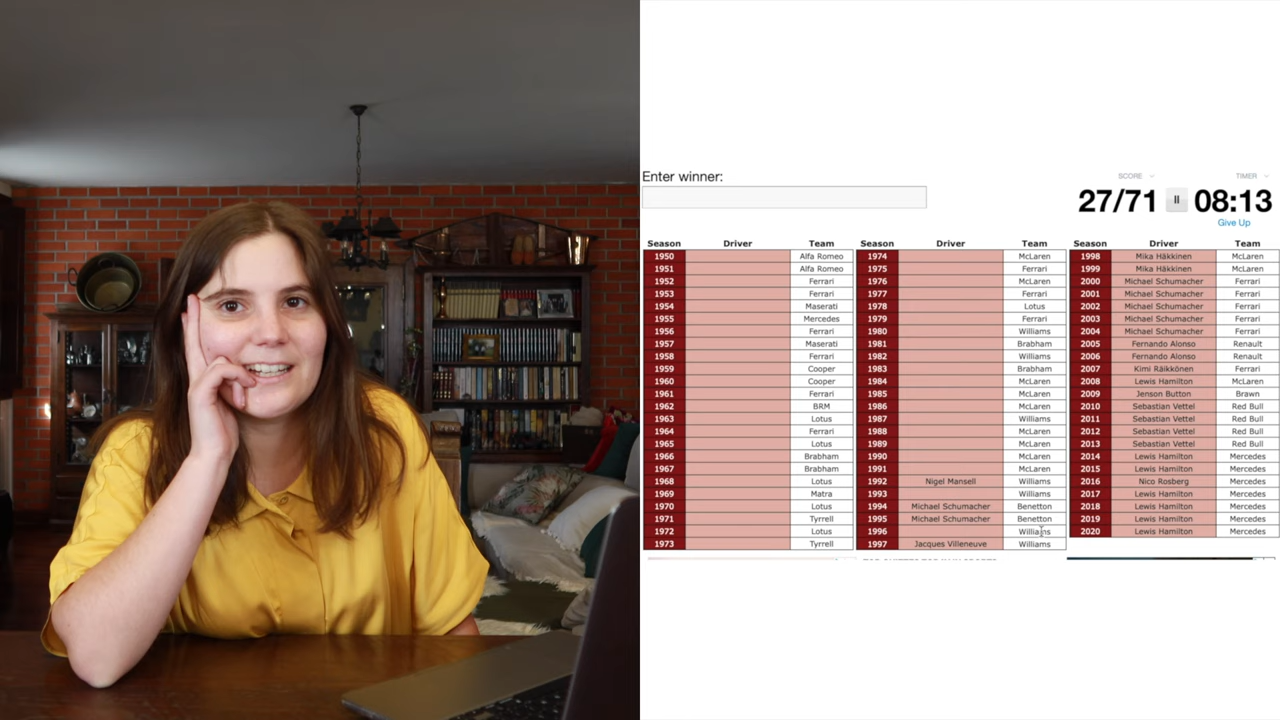 Enter winner:
SCORE TIMER
27/71 II 08:13
Give Up
Season Driver Team Season Driver Team Season Driver Team
1950 Alfa Romeo 1974 McLaren 1998 Mika Häkkinen McLaren
1951 Alfa Romeo 1975 Ferrari 1999 Mika Häkkinen McLaren
1952 Ferrari 1976 McLaren 2000 Michael Schumacher Ferrari
1953 Ferrari 1977 Ferrari 2001 Michael Schumacher Ferrari
1954 Maserati 1978 Lotus 2002 Michael Schumacher Ferrari
1955 Mercedes 1979 Ferrari 2003 Michael Schumacher Ferrari
1956 Ferrari 1980 Williams 2004 Michael Schumacher Ferrari
1957 Maserati 1981 Brabham 2005 Fernando Alonso Renault
1958 Ferrari 1982 Williams 2006 Fernando Alonso Renault
1959 Cooper 1983 Brabham 2007 Kimi Räikkönen Ferrari
1960 Cooper 1984 McLaren 2008 Lewis Hamilton McLaren
1961 Ferrari 1985 McLaren 2009 Jenson Button Brawn
1962 BRM 1986 McLaren 2010 Sebastian Vettel Red Bull
1963 Lotus 1987 Williams 2011 Sebastian Vettel Red Bull
1964 Ferrari 1988 McLaren 2012 Sebastian Vettel Red Bull
1965 Lotus 1989 McLaren 2013 Sebastian Vettel Red Bull
1966 Brabham 1990 McLaren 2014 Lewis Hamilton Mercedes
1967 Brabham 1991 McLaren 2015 Lewis Hamilton Mercedes
1968 Lotus 1992 Nigel Mansell Williams 2016 Nico Rosberg Mercedes
1969 Matra 1993 Williams 2017 Lewis Hamilton Mercedes
1970 Lotus 1994 Michael Schumacher Benetton 2018 Lewis Hamilton Mercedes
1971 Tyrrell 1995 Michael Schumacher Benetton 2019 Lewis Hamilton Mercedes
1972 Lotus 1996 Williams 2020 Lewis Hamilton Mercedes
1973 Tyrrell 1997 Jacques Villeneuve Williams